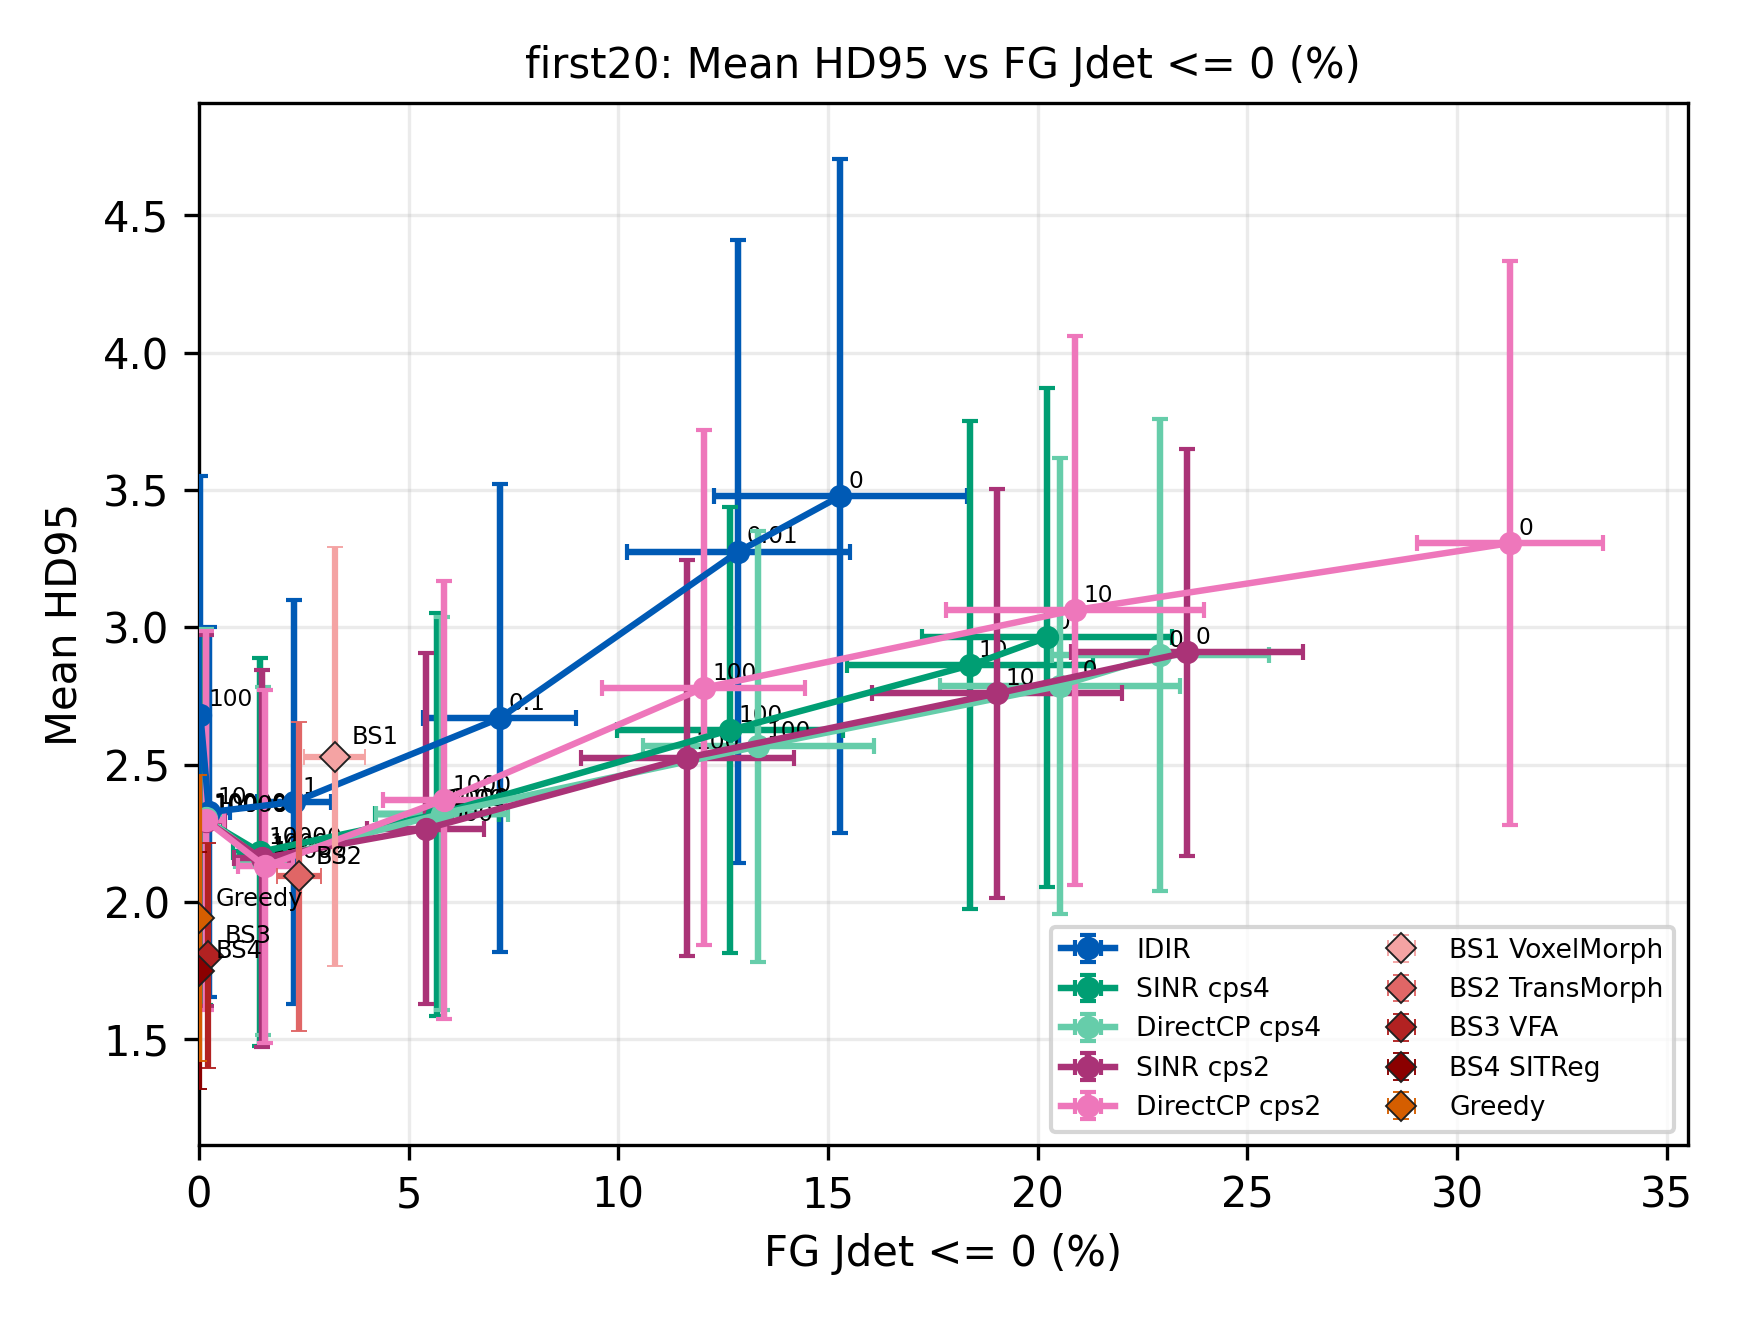 first20: Mean HD95 vs FG Jdet <= 0 (%)
Mean HD95
4.5
4.0
3.5
3.0
2.5
2.0
1.5
0
0.01
0
10
0
0
0
10
10
0
100
0.1
100
100
100
BS1
1
10
1000
10000
BS2
Greedy
BS3
BS4
IDIR
SINR cps4
DirectCP cps4
SINR cps2
DirectCP cps2
BS1 VoxelMorph
BS2 TransMorph
BS3 VFA
BS4 SITReg
Greedy
0 5 10 15 20 25 30 35
FG Jdet <= 0 (%)